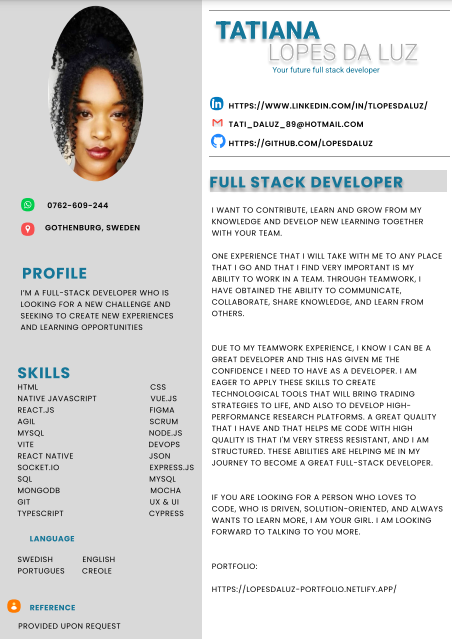 TATIANA
LOPES DA LUZ
Your future full stack developer
HTTPS://WWW.LINKEDIN.COM/IN/TLOPESDALUZ/
TATI_DALUZ_89@HOTMAIL.COM
HTTPS://GITHUB.COM/LOPESDALUZ
0762-609-244
GOTHENBURG, SWEDEN
PROFILE
I'M A FULL-STACK DEVELOPER WHO IS
LOOKING FOR A NEW CHALLENGE AND
SEEKING TO CREATE NEW EXPERIENCES
AND LEARNING OPPORTUNITIES
SKILLS
HTML CSS
NATIVE JAVASCRIPT VUE.JS
REACT.JS FIGMA
AGIL SCRUM
MYSQL NODE.JS
VITE DEVOPS
REACT NATIVE JSON
SOCKET.IO EXPRESS.JS
SQL MYSQL
MONGODB MOCHA
GIT UX & UI
TYPESCRIPT CYPRESS
LANGUAGE
SWEDISH ENGLISH
PORTUGUES CREOLE
REFERENCE
PROVIDED UPON REQUEST
FULL STACK DEVELOPER
I WANT TO CONTRIBUTE, LEARN AND GROW FROM MY
KNOWLEDGE AND DEVELOP NEW LEARNING TOGETHER
WITH YOUR TEAM.
ONE EXPERIENCE THAT I WILL TAKE WITH ME TO ANY PLACE
THAT I GO AND THAT I FIND VERY IMPORTANT IS MY
ABILITY TO WORK IN A TEAM. THROUGH TEAMWORK, I
HAVE OBTAINED THE ABILITY TO COMMUNICATE,
COLLABORATE, SHARE KNOWLEDGE, AND LEARN FROM
OTHERS.
DUE TO MY TEAMWORK EXPERIENCE, I KNOW I CAN BE A
GREAT DEVELOPER AND THIS HAS GIVEN ME THE
CONFIDENCE I NEED TO HAVE AS A DEVELOPER. I AM
EAGER TO APPLY THESE SKILLS TO CREATE
TECHNOLOGICAL TOOLS THAT WILL BRING TRADING
STRATEGIES TO LIFE, AND ALSO TO DEVELOP HIGH-
PERFORMANCE RESEARCH PLATFORMS. A GREAT QUALITY
THAT I HAVE AND THAT HELPS ME CODE WITH HIGH
QUALITY IS THAT I'M VERY STRESS RESISTANT, AND I AM
STRUCTURED. THESE ABILITIES ARE HELPING ME IN MY
JOURNEY TO BECOME A GREAT FULL-STACK DEVELOPER.
IF YOU ARE LOOKING FOR A PERSON WHO LOVES TO
CODE, WHO IS DRIVEN, SOLUTION-ORIENTED, AND ALWAYS
WANTS TO LEARN MORE, I AM YOUR GIRL. I AM LOOKING
FORWARD TO TALKING TO YOU MORE.
PORTFOLIO:
HTTPS://LOPESDALUZ-PORTFOLIO.NETLIFY.APP/